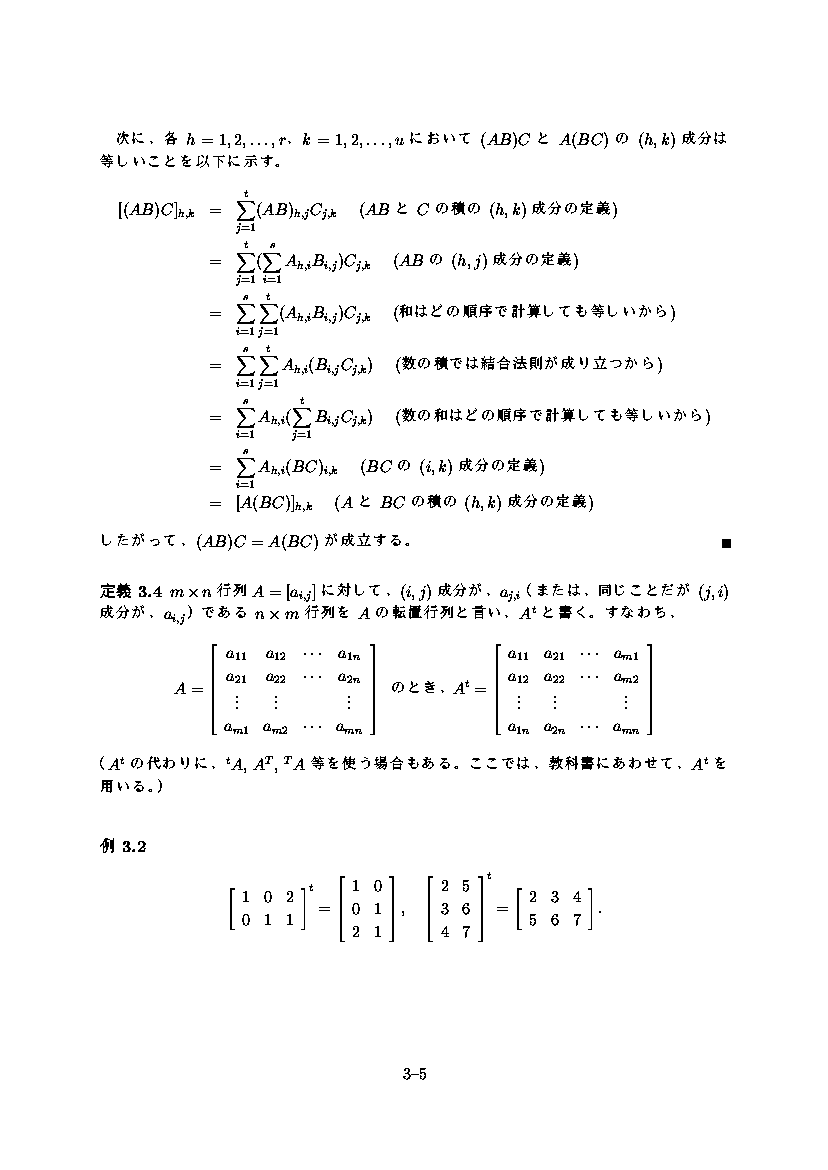 次に、各 h = 1, 2, . . . , r、k = 1, 2, . . . , u において (AB)C と A(BC) の (h, k) 成分は
等しいことを以下に示す。
[(AB)C]_{h,k} = \sum_{j=1}^{t} (AB)_{h,j}C_{j,k} (AB と C の積の (h, k) 成分の定義)
= \sum_{j=1}^{t} (\sum_{i=1}^{s} A_{h,i}B_{i,j})C_{j,k} (AB の (h, j) 成分の定義)
= \sum_{i=1}^{s} \sum_{j=1}^{t} (A_{h,i}B_{i,j})C_{j,k} (和はどの順序で計算しても等しいから)
= \sum_{i=1}^{s} \sum_{j=1}^{t} A_{h,i}(B_{i,j}C_{j,k}) (数の積では結合法則が成り立つから)
= \sum_{i=1}^{s} A_{h,i}(\sum_{j=1}^{t} B_{i,j}C_{j,k}) (数の和はどの順序で計算しても等しいから)
= \sum_{i=1}^{s} A_{h,i}(BC)_{i,k} (BC の (i, k) 成分の定義)
= [A(BC)]_{h,k} (A と BC の積の (h, k) 成分の定義)
したがって、(AB)C = A(BC) が成立する。 ■
定義 3.4 m × n 行列 A = [a_{i,j}] に対して、(i, j) 成分が、a_{j,i}（または、同じことだが (j, i)
成分が、a_{i,j}）である n × m 行列を A の転置行列と言い、A^t と書く。すなわち、
A = \begin{bmatrix} a_{11} & a_{12} & \cdots & a_{1n} \\ a_{21} & a_{22} & \cdots & a_{2n} \\ \vdots & \vdots & & \vdots \\ a_{m1} & a_{m2} & \cdots & a_{mn} \end{bmatrix} のとき、A^t = \begin{bmatrix} a_{11} & a_{21} & \cdots & a_{m1} \\ a_{12} & a_{22} & \cdots & a_{m2} \\ \vdots & \vdots & & \vdots \\ a_{1n} & a_{2n} & \cdots & a_{mn} \end{bmatrix}
（A^t の代わりに、^tA, A^T, ^TA 等を使う場合もある。ここでは、教科書にあわせて、A^t を
用いる。）
例 3.2
\begin{bmatrix} 1 & 0 & 2 \\ 0 & 1 & 1 \end{bmatrix}^t = \begin{bmatrix} 1 & 0 \\ 0 & 1 \\ 2 & 1 \end{bmatrix}, \begin{bmatrix} 2 & 5 \\ 3 & 6 \\ 4 & 7 \end{bmatrix}^t = \begin{bmatrix} 2 & 3 & 4 \\ 5 & 6 & 7 \end{bmatrix}.
3–5